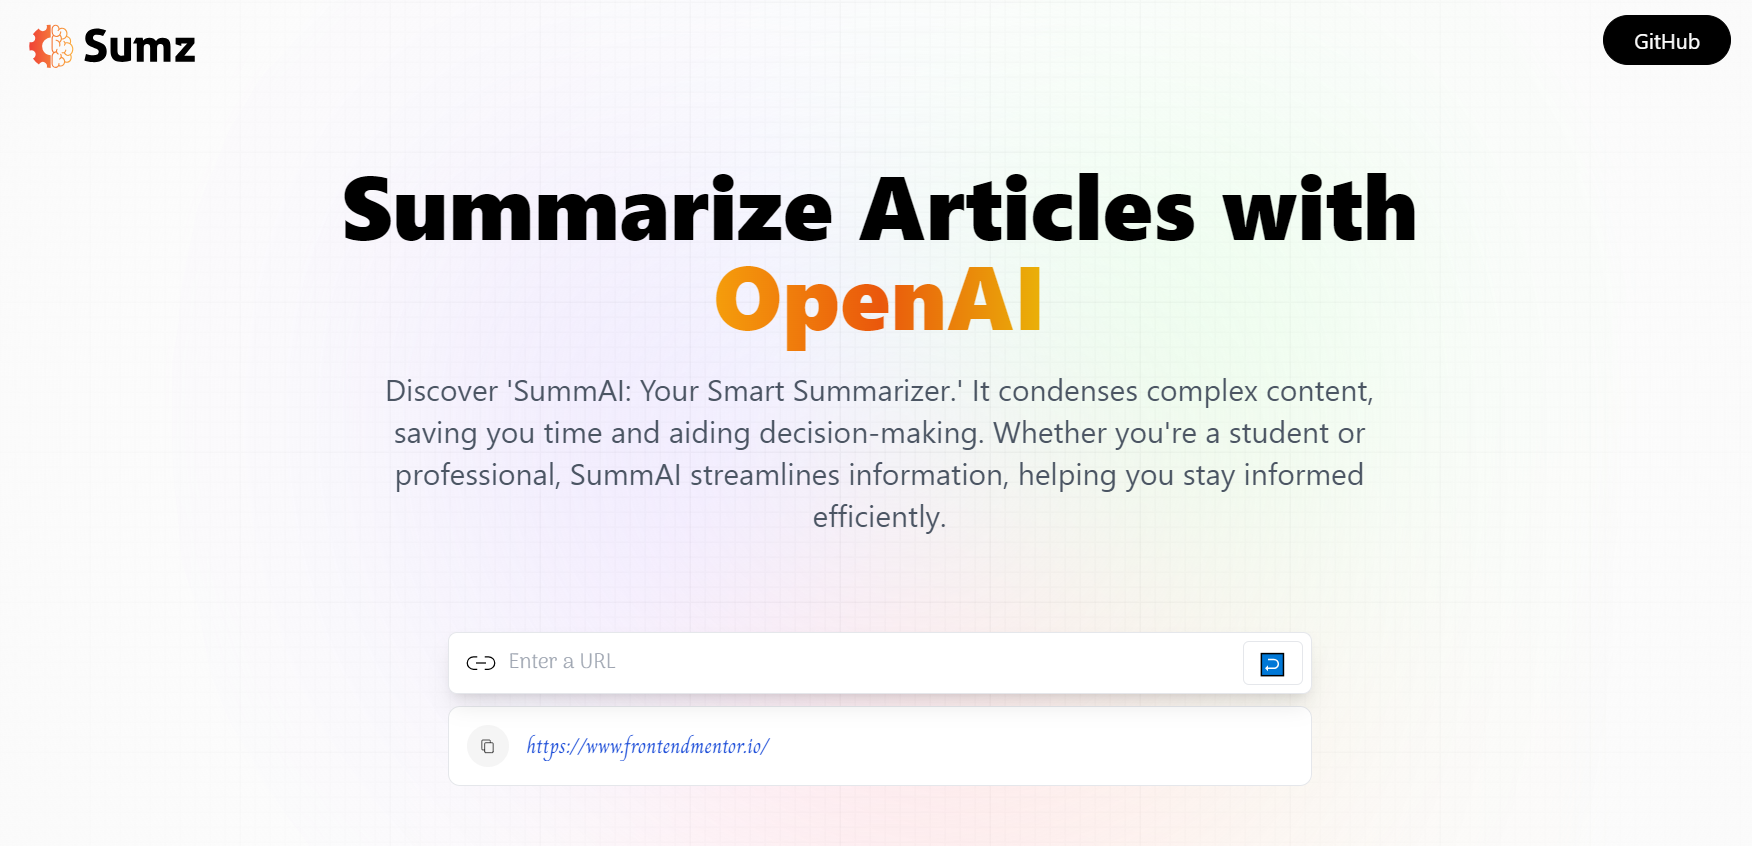 Sumz
GitHub
Summarize Articles with
OpenAI
Discover 'SummAI: Your Smart Summarizer.' It condenses complex content,
saving you time and aiding decision-making. Whether you're a student or
professional, SummAI streamlines information, helping you stay informed
efficiently.
Enter a URL
https://www.frontendmentor.io/